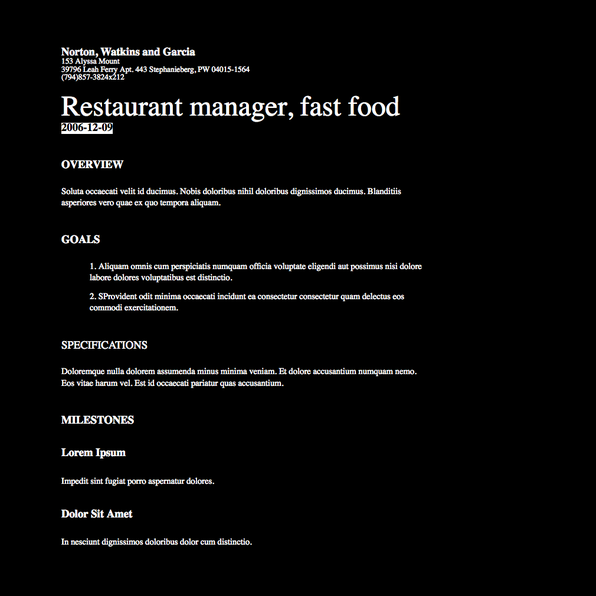 Norton, Watkins and Garcia
153 Alyssa Mount
39796 Leah Ferry Apt. 443 Stephanieberg, PW 04015-1564
(794)857-3824x212
Restaurant manager, fast food
2006-12-09
OVERVIEW
Soluta occaecati velit id ducimus. Nobis doloribus nihil doloribus dignissimos ducimus. Blanditiis
asperiores vero quae ex quo tempora aliquam.
GOALS
1. Aliquam omnis cum perspiciatis numquam officia voluptate eligendi aut possimus nisi dolore
labore dolores voluptatibus est distinctio.
2. SProvident odit minima occaecati incidunt ea consectetur consectetur quam delectus eos
commodi exercitationem.
SPECIFICATIONS
Doloremque nulla dolorem assumenda minus minima veniam. Et dolore accusantium numquam nemo.
Eos vitae harum vel. Est id occaecati pariatur quas accusantium.
MILESTONES
Lorem Ipsum
Impedit sint fugiat porro aspernatur dolores.
Dolor Sit Amet
In nesciunt dignissimos doloribus dolor cum distinctio.